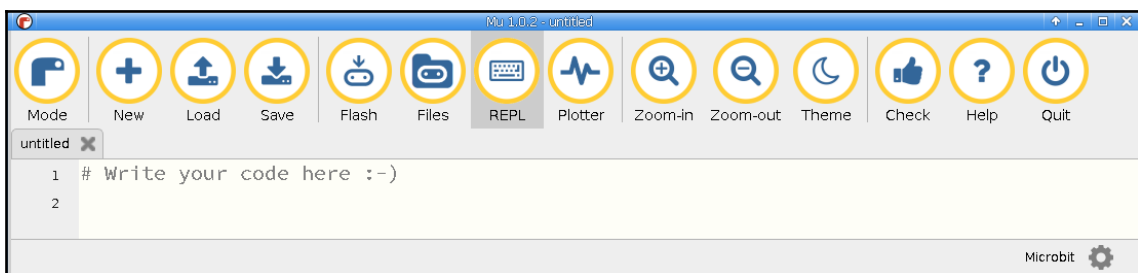 Mu 1.0.2 - untitled
Mode New Load Save Flash Files REPL Plotter Zoom-in Zoom-out Theme Check Help Quit
untitled
1 # Write your code here :-)
2
Microbit